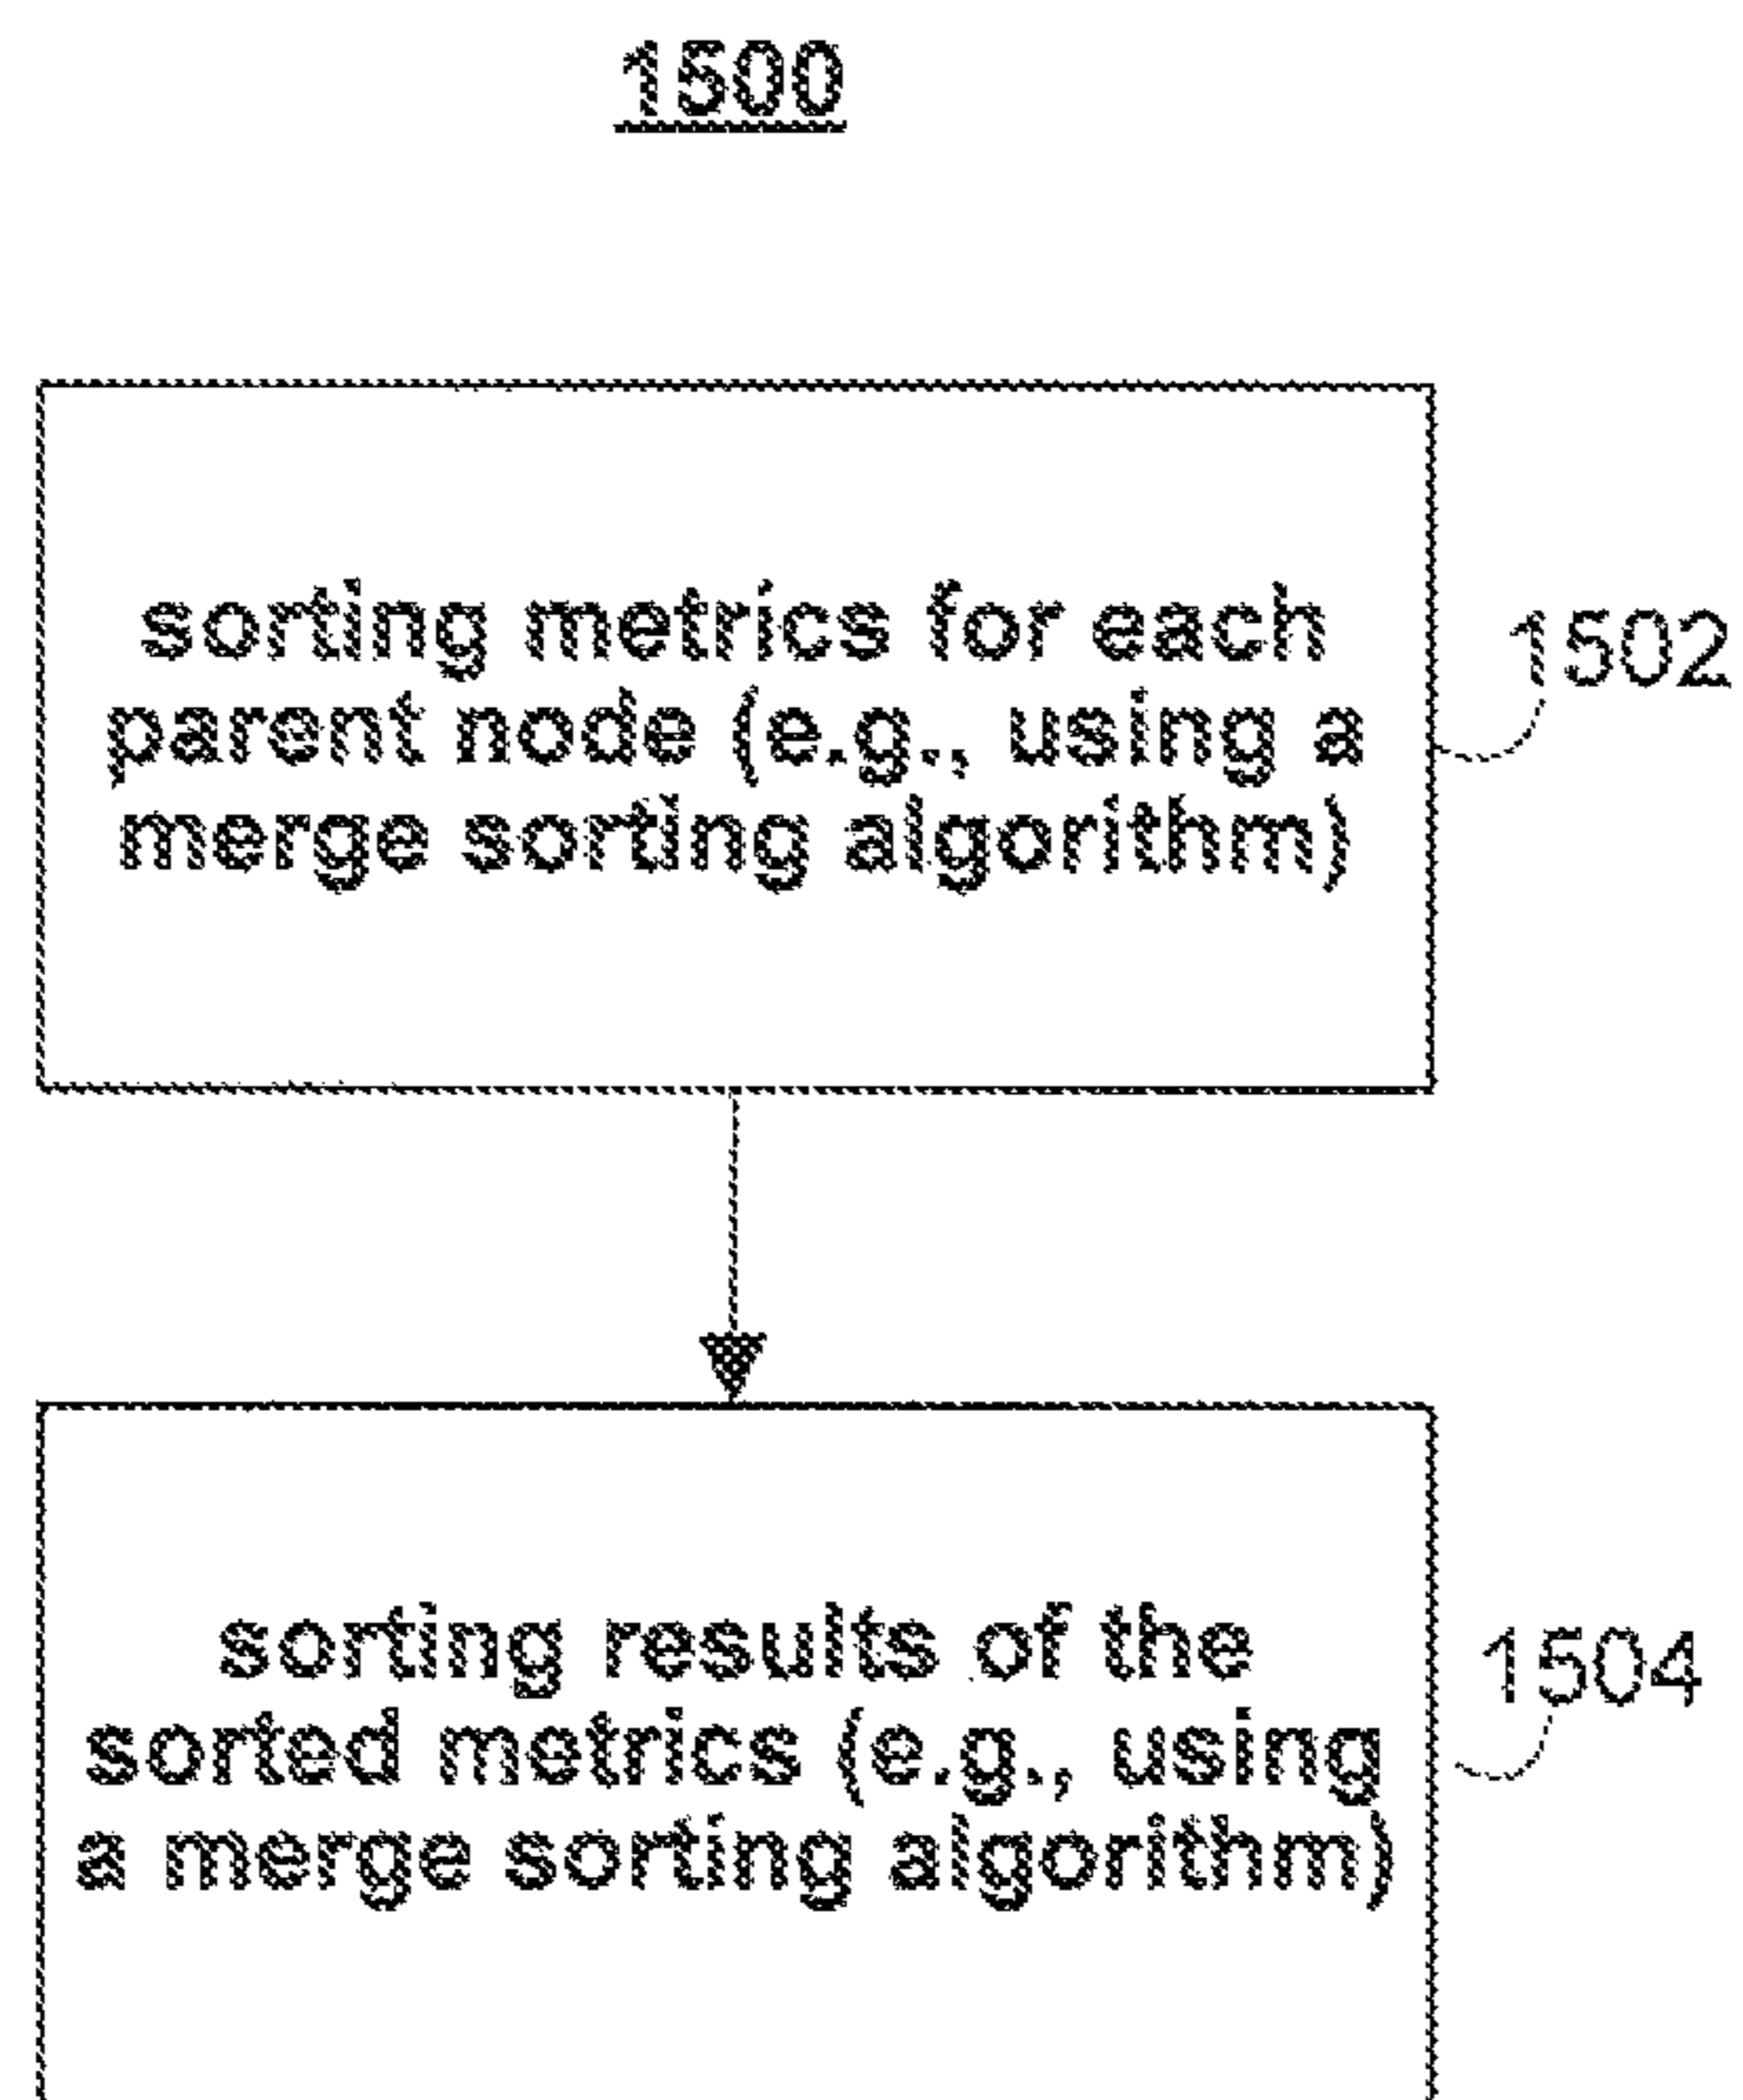 1500
sorting metrics for each
parent node (e.g., using a
merge sorting algorithm)
1502
sorting results of the
sorted metrics (e.g., using
a merge sorting algorithm)
1504